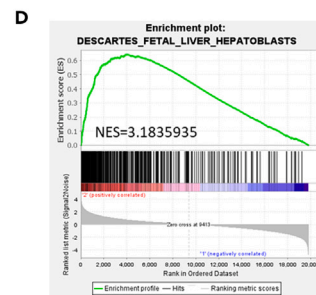 D
Enrichment plot:
DESCARTES_FETAL_LIVER_HEPATOBLASTS
Enrichment score (ES)
0.6
0.5
0.4
0.3
0.2
0.1
0.0
NES=3.1835935
Ranked list metric (Signal2Noise)
(positively correlated)
4
2
0
-2
-4
Zero cross at 9413
(negatively correlated)
0 2,000 4,000 6,000 8,000 10,000 12,000 14,000 16,000 18,000 20,00
Rank in Ordered Dataset
Enrichment profile Hits Ranking metric scores